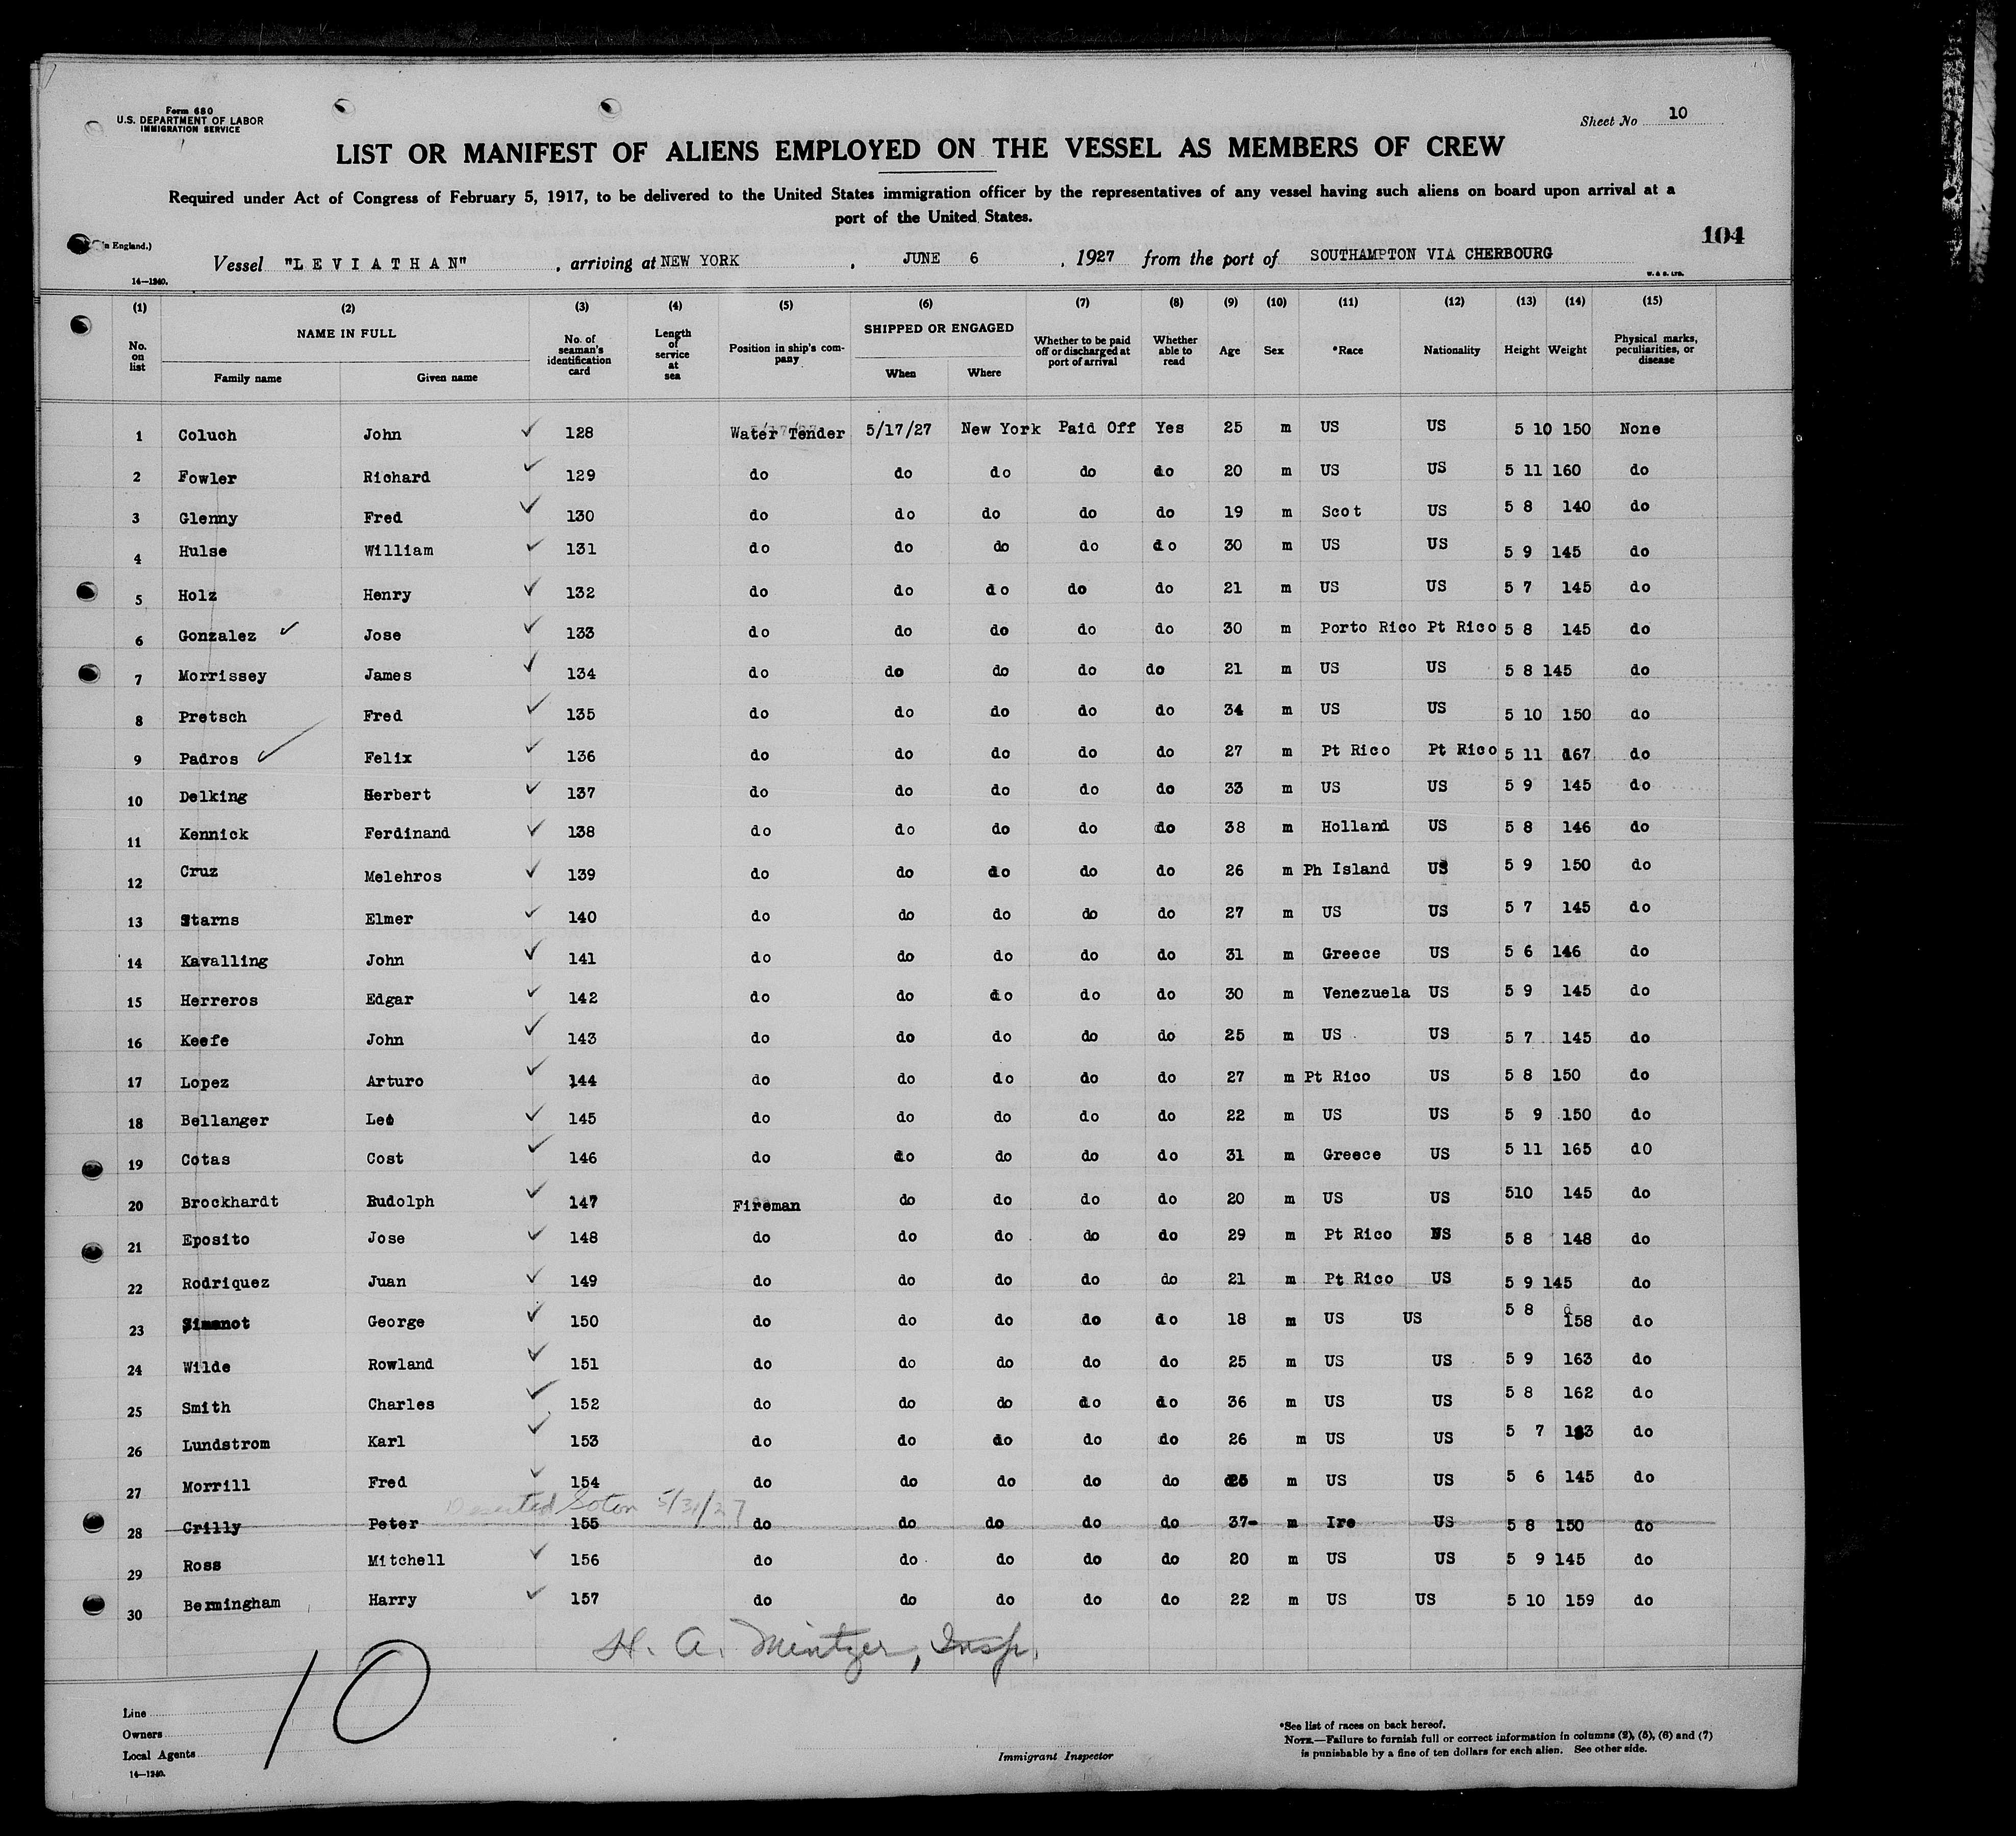 Form 680
U.S. DEPARTMENT OF LABOR
IMMIGRATION SERVICE
Sheet No 10
LIST OR MANIFEST OF ALIENS EMPLOYED ON THE VESSEL AS MEMBERS OF CREW
Required under Act of Congress of February 5, 1917, to be delivered to the United States immigration officer by the representatives of any vessel having such aliens on board upon arrival at a
port of the United States.
104
England.)
Vessel "LEVIATHAN" , arriving at NEW YORK , JUNE 6 , 1927 from the port of SOUTHAMPTON VIA CHERBOURG
14—1240. W. & S. LTD.
(1) (2) (3) (4) (5) (6) (7) (8) (9) (10) (11) (12) (13) (14) (15)
No. on list NAME IN FULL Family name Given name No. of seaman's identification card Length of service at sea Position in ship's company SHIPPED OR ENGAGED When Where Whether to be paid off or discharged at port of arrival Whether able to read Age Sex *Race Nationality Height Weight Physical marks, peculiarities, or disease
1 Coluch John 128 Water Tender 5/17/27 New York Paid Off Yes 25 m US US 5 10 150 None
2 Fowler Richard 129 do do do do do 20 m US US 5 11 160 do
3 Glenny Fred 130 do do do do do 19 m Scot US 5 8 140 do
4 Hulse William 131 do do do do do 30 m US US 5 9 145 do
5 Holz Henry 132 do do do do do 21 m US US 5 7 145 do
6 Gonzalez Jose 133 do do do do do 30 m Porto Rico Pt Rico 5 8 145 do
7 Morrissey James 134 do do do do do 21 m US US 5 8 145 do
8 Pretsch Fred 135 do do do do do 34 m US US 5 10 150 do
9 Padros Felix 136 do do do do do 27 m Pt Rico Pt Rico 5 11 167 do
10 Delking Herbert 137 do do do do do 33 m US US 5 9 145 do
11 Kennick Ferdinand 138 do do do do do 38 m Holland US 5 8 146 do
12 Cruz Melehros 139 do do do do do 26 m Ph Island US 5 9 150 do
13 Starns Elmer 140 do do do do do 27 m US US 5 7 145 do
14 Kavalling John 141 do do do do do 31 m Greece US 5 6 146 do
15 Herreros Edgar 142 do do do do do 30 m Venezuela US 5 9 145 do
16 Keefe John 143 do do do do do 25 m US US 5 7 145 do
17 Lopez Arturo 144 do do do do do 27 m Pt Rico US 5 8 150 do
18 Bellanger Leo 145 do do do do do 22 m US US 5 9 150 do
19 Cotas Cost 146 do do do do do 31 m Greece US 5 11 165 dO
20 Brockhardt Rudolph 147 Fireman do do do do 20 m US US 510 145 do
21 Eposito Jose 148 do do do do do 29 m Pt Rico US 5 8 148 do
22 Rodriquez Juan 149 do do do do do 21 m Pt Rico US 5 9 145 do
23 George 150 do do do do do 18 m US US 5 8 158 do
24 Wilde Rowland 151 do do do do do 25 m US US 5 9 163 do
25 Smith Charles 152 do do do do do 36 m US US 5 8 162 do
26 Lundstrom Karl 153 do do do do do 26 m US US 5 7 do
27 Morrill Fred 154 do do do do do m US US 5 6 145 do
Deserted Soton 5/31/27
28 Crilly Peter 155 do do do do do 37- m Ire US 5 8 150 do
29 Ross Mitchell 156 do do do do do 20 m US US 5 9 145 do
30 Bermingham Harry 157 do do do do do 22 m US US 5 10 159 do
H. A. Mintzer, Insp.
10
Line
Owners
Local Agents
14—1240.
Immigrant Inspector
*See list of races on back hereof.
NOTE.—Failure to furnish full or correct information in columns (2), (5), (6) and (7)
is punishable by a fine of ten dollars for each alien. See other side.